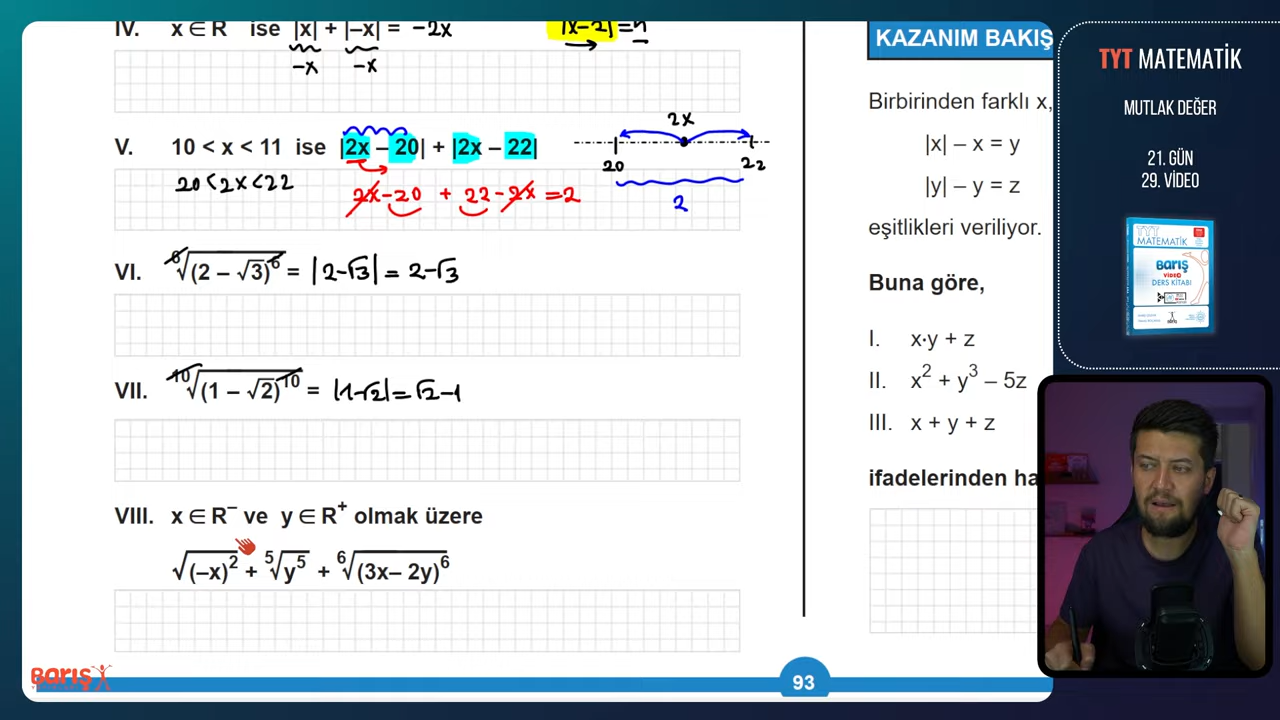 IV. x ∈ R ise |x| + |–x| = -2x
-x -x
|x-2| =
V. 10 < x < 11 ise |2x – 20| + |2x – 22|
20<2x<22
2x-20 + 22-2x = 2
2x
20 22
2
VI. ⁶√(2 – √3)⁶ = |2-√3| = 2-√3
VII. ¹⁰√(1 – √2)¹⁰ = |1-√2| = √2-1
VIII. x ∈ R⁻ ve y ∈ R⁺ olmak üzere
√(–x)² + ⁵√y⁵ + ⁶√(3x– 2y)⁶
BARIŞ
93
KAZANIM BAKIŞ
Birbirinden farklı x,
|x| – x = y
|y| – y = z
eşitlikleri veriliyor.
Buna göre,
I. x·y + z
II. x² + y³ – 5z
III. x + y + z
ifadelerinden ha
TYT MATEMATİK
MUTLAK DEĞER
21. GÜN
29. VİDEO
TYT
MATEMATİK
BARIŞ
VİDEO
DERS KİTABI